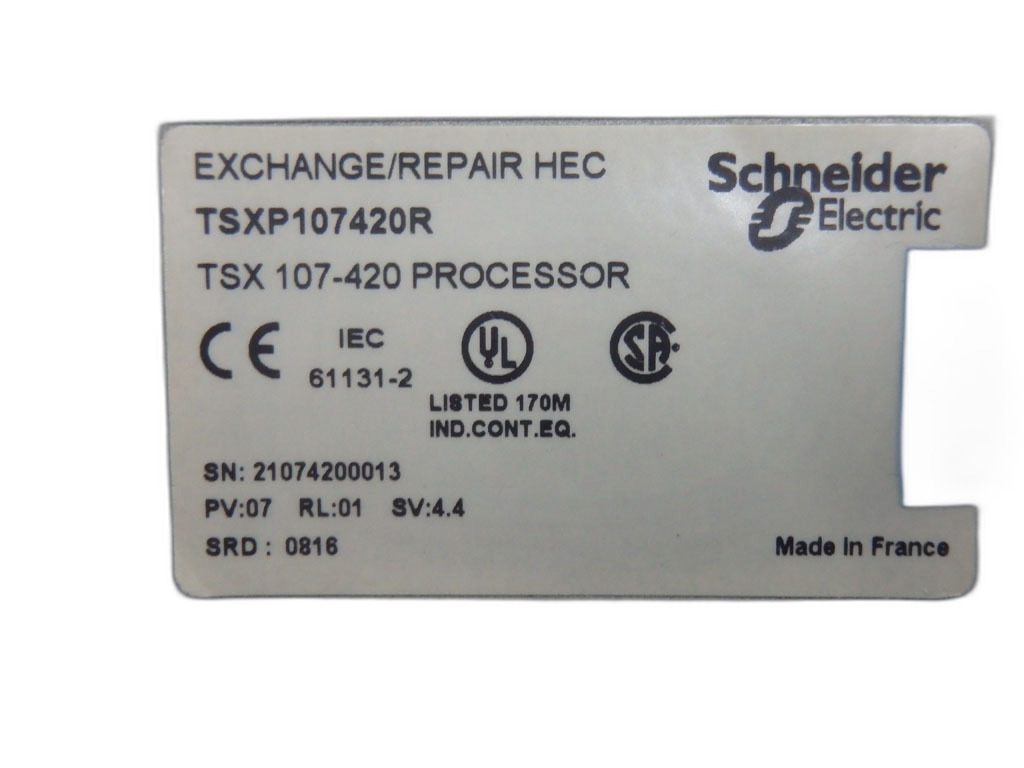 EXCHANGE/REPAIR HEC
Schneider
Electric
TSXP107420R
TSX 107-420 PROCESSOR
CE
IEC
61131-2
UL
SA
LISTED 170M
IND.CONT.EQ.
SN: 21074200013
PV:07 RL:01 SV:4.4
SRD : 0816
Made in France